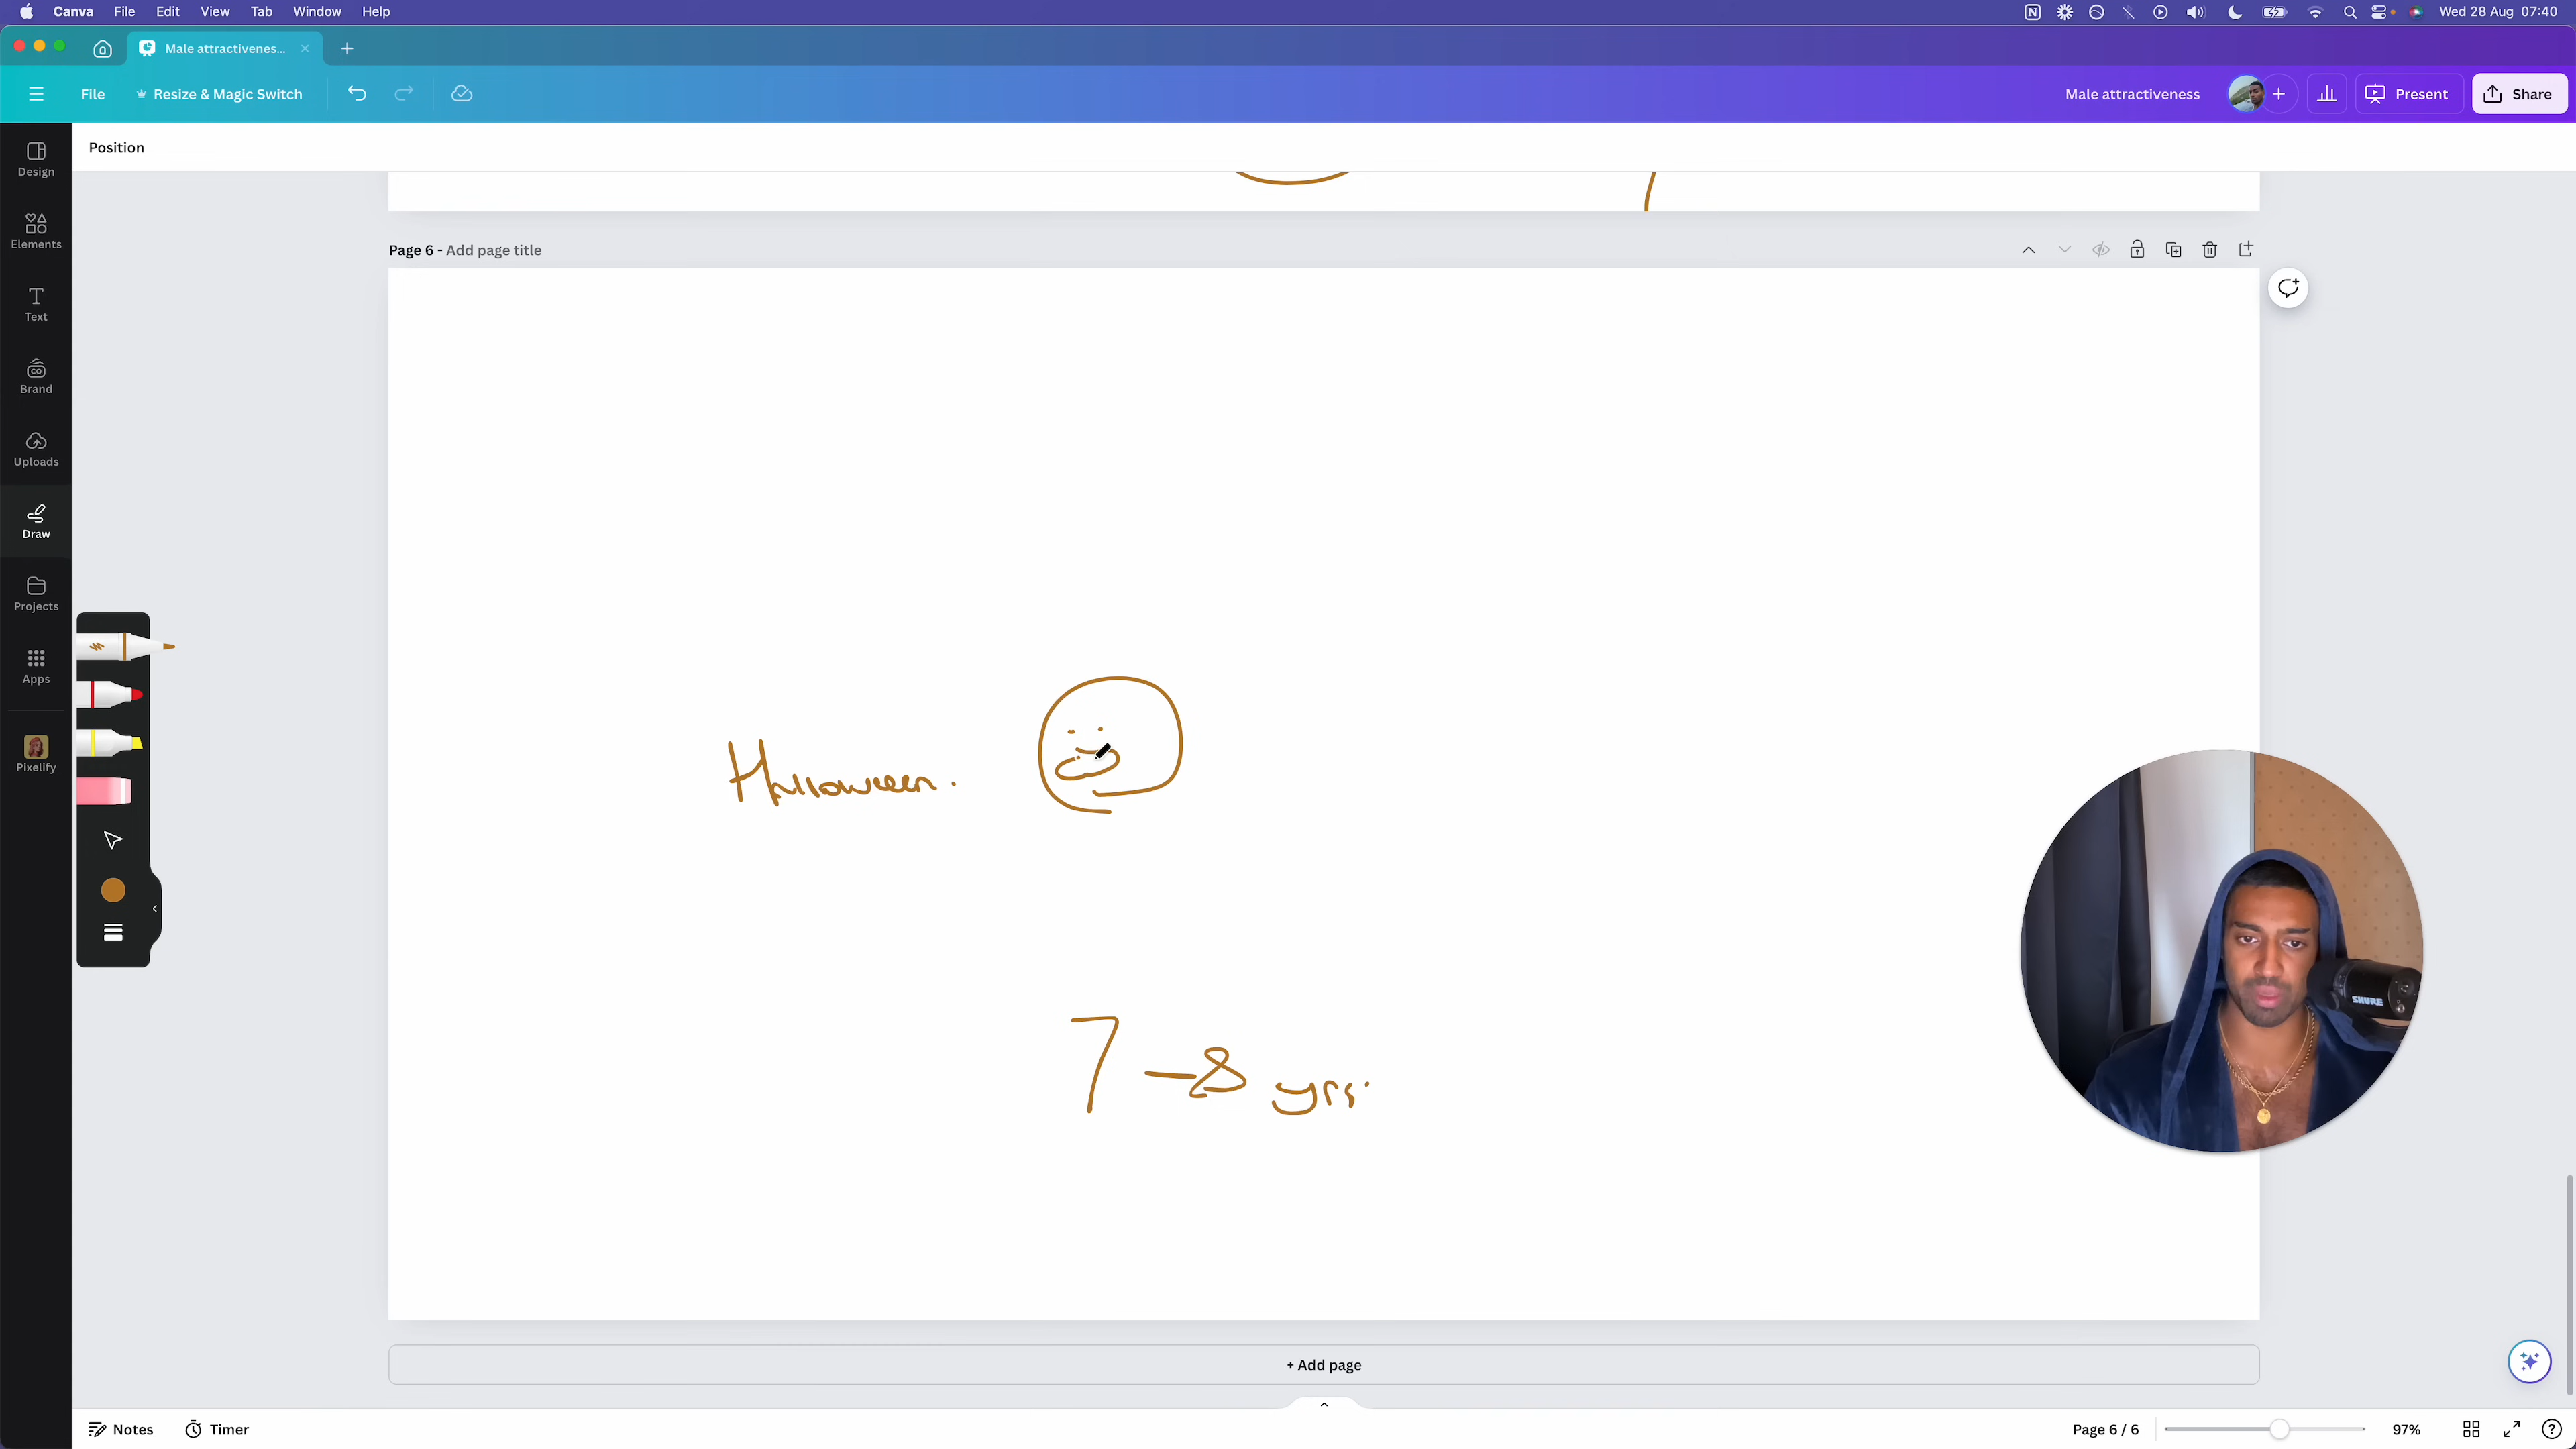 Canva File Edit View Tab Window Help
Wed 28 Aug 07:40
Male attractivenes...
File Resize & Magic Switch
Male attractiveness
Present
Share
Position
Design
Elements
Text
Brand
Uploads
Draw
Projects
Apps
Pixelify
Page 6 - Add page title
Halloween.
7-8 yrs.
SHURE
+ Add page
Notes Timer
Page 6 / 6
97%